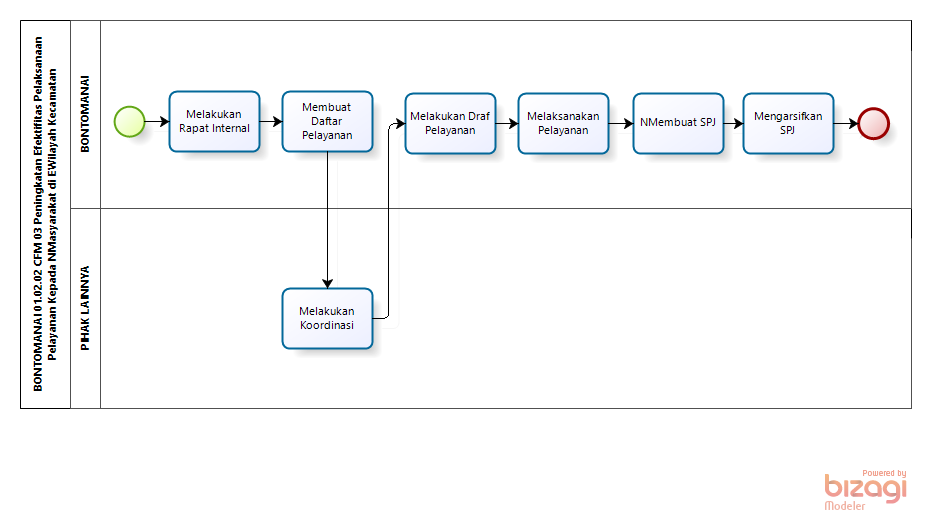 BONTOMANAI 01.02.02 CFM 03 Peningkatan Efektifitas Pelaksanaan
Pelayanan Kepada NMasyarakat di EWilayah Kecamatan
BONTOMANAI
Melakukan
Rapat Internal
Membuat
Daftar
Pelayanan
Melakukan Draf
Pelayanan
Melaksanakan
Pelayanan
NMembuat SPJ
Mengarsifkan
SPJ
PIHAK LAINNYA
Melakukan
Koordinasi
Powered by
bizagi
Modeler